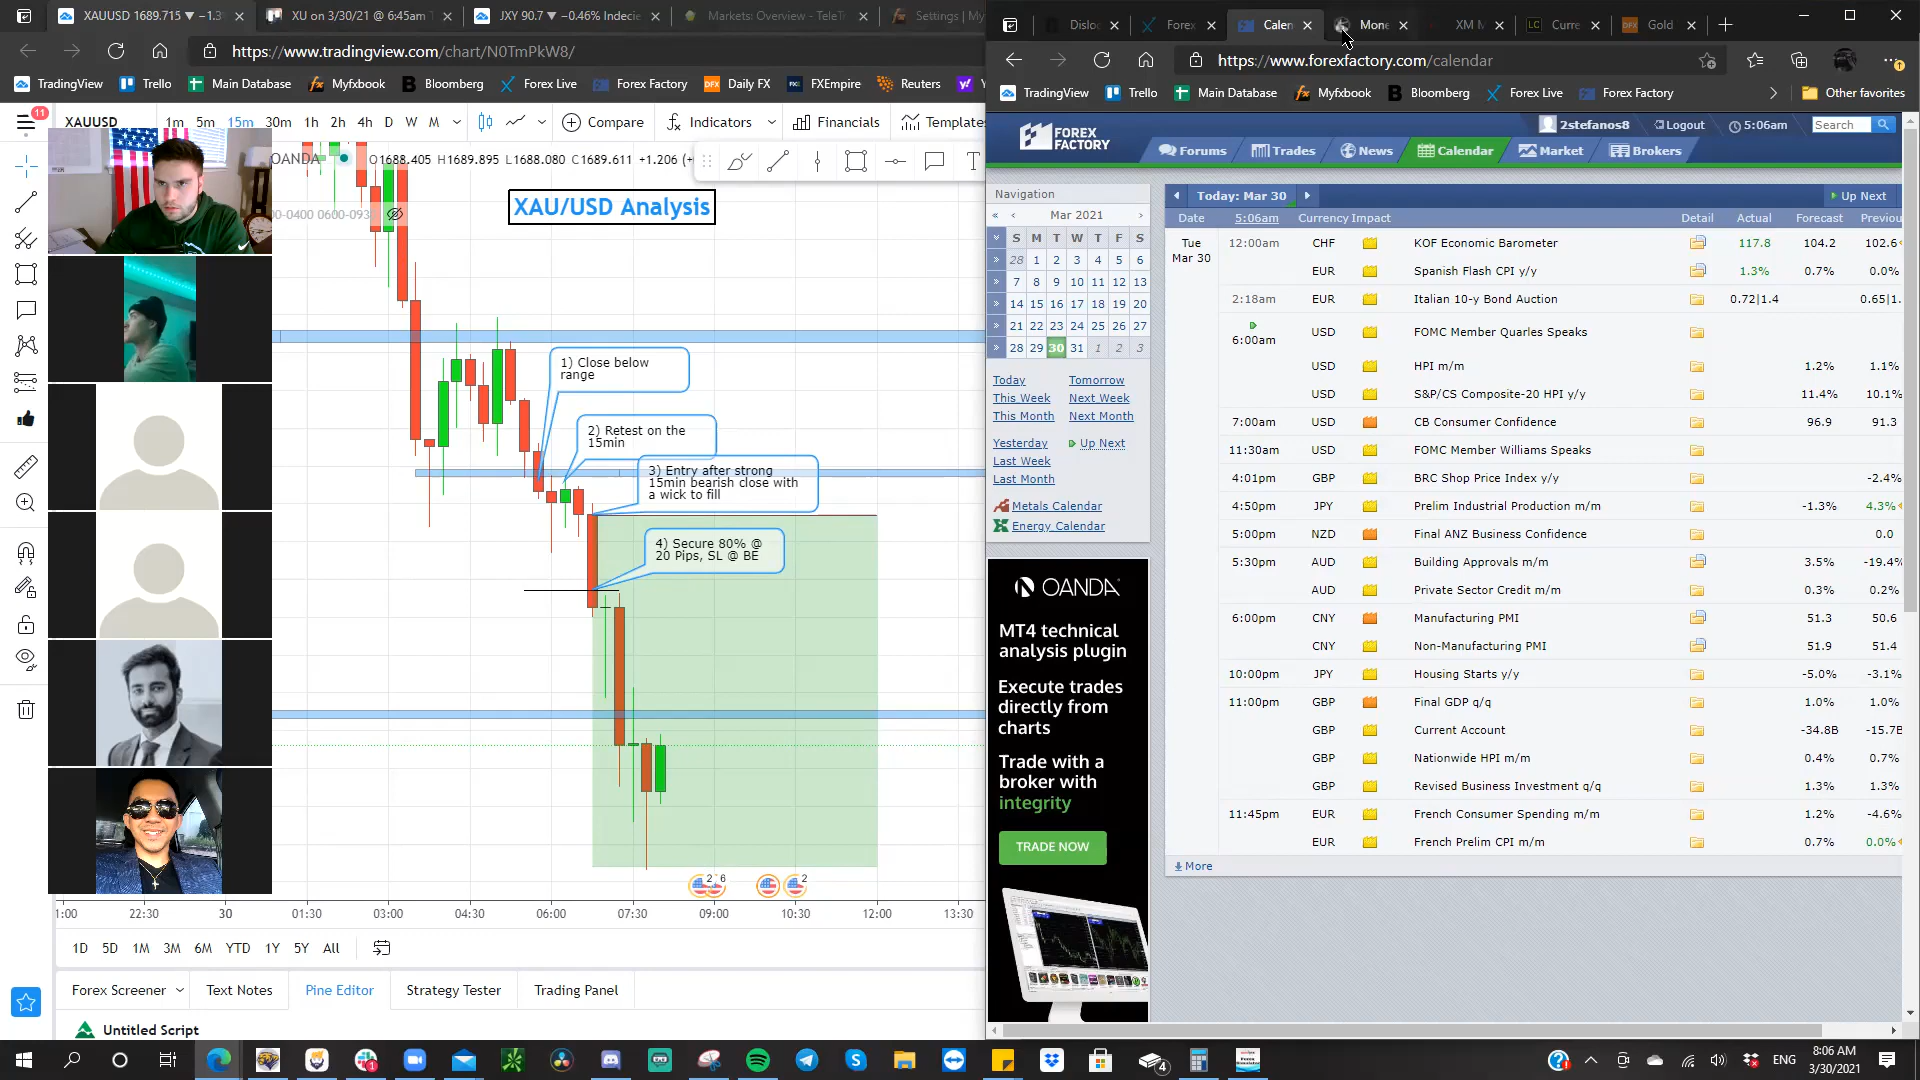 XAUUSD 1689.715 ▼ −1.3
XU on 3/30/21 @ 6:45am
JXY 90.7 ▼ −0.46% Indecie
Markets: Overview - TeleT
Settings | My
https://www.tradingview.com/chart/N0TmPkW8/
TradingView Trello Main Database Myfxbook Bloomberg Forex Live Forex Factory Daily FX FXEmpire Reuters
11
XAUUSD 1m 5m 15m 30m 1h 2h 4h D W M Compare Indicators Financials Templates
OANDA O1688.405 H1689.895 L1688.080 C1689.611 +1.206
00-0400 0600-093
XAU/USD Analysis
1) Close below
range
2) Retest on the
15min
3) Entry after strong
15min bearish close with
a wick to fill
4) Secure 80% @
20 Pips, SL @ BE
2 6 2
1:00 22:30 30 01:30 03:00 04:30 06:00 07:30 09:00 10:30 12:00 13:30
1D 5D 1M 3M 6M YTD 1Y 5Y All
Forex Screener Text Notes Pine Editor Strategy Tester Trading Panel
Untitled Script
Disloc Forex Calen Mone XM M Curre Gold
https://www.forexfactory.com/calendar
TradingView Trello Main Database Myfxbook Bloomberg Forex Live Forex Factory Other favorites
FOREX
FACTORY
2stefanos8 Logout 5:06am Search
Forums Trades News Calendar Market Brokers
Navigation
« ‹ Mar 2021 ›
S M T W T F S
28 1 2 3 4 5 6
7 8 9 10 11 12 13
14 15 16 17 18 19 20
21 22 23 24 25 26 27
28 29 30 31 1 2 3
Today Tomorrow
This Week Next Week
This Month Next Month
Yesterday Up Next
Last Week
Last Month
Metals Calendar
Energy Calendar
OANDA
MT4 technical
analysis plugin
Execute trades
directly from
charts
Trade with a
broker with
integrity
TRADE NOW
Today: Mar 30 Up Next
Date 5:06am Currency Impact Detail Actual Forecast Previou
Tue 12:00am CHF KOF Economic Barometer 117.8 104.2 102.6
Mar 30
EUR Spanish Flash CPI y/y 1.3% 0.7% 0.0%
2:18am EUR Italian 10-y Bond Auction 0.72|1.4 0.65|1.
6:00am USD FOMC Member Quarles Speaks
USD HPI m/m 1.2% 1.1%
USD S&P/CS Composite-20 HPI y/y 11.4% 10.1%
7:00am USD CB Consumer Confidence 96.9 91.3
11:30am USD FOMC Member Williams Speaks
4:01pm GBP BRC Shop Price Index y/y -2.4%
4:50pm JPY Prelim Industrial Production m/m -1.3% 4.3%
5:00pm NZD Final ANZ Business Confidence 0.0
5:30pm AUD Building Approvals m/m 3.5% -19.4%
AUD Private Sector Credit m/m 0.3% 0.2%
6:00pm CNY Manufacturing PMI 51.3 50.6
CNY Non-Manufacturing PMI 51.9 51.4
10:00pm JPY Housing Starts y/y -5.0% -3.1%
11:00pm GBP Final GDP q/q 1.0% 1.0%
GBP Current Account -34.8B -15.7B
GBP Nationwide HPI m/m 0.4% 0.7%
GBP Revised Business Investment q/q 1.3% 1.3%
11:45pm EUR French Consumer Spending m/m 1.2% -4.6%
EUR French Prelim CPI m/m 0.7% 0.0%
More
4
ENG
8:06 AM
3/30/2021